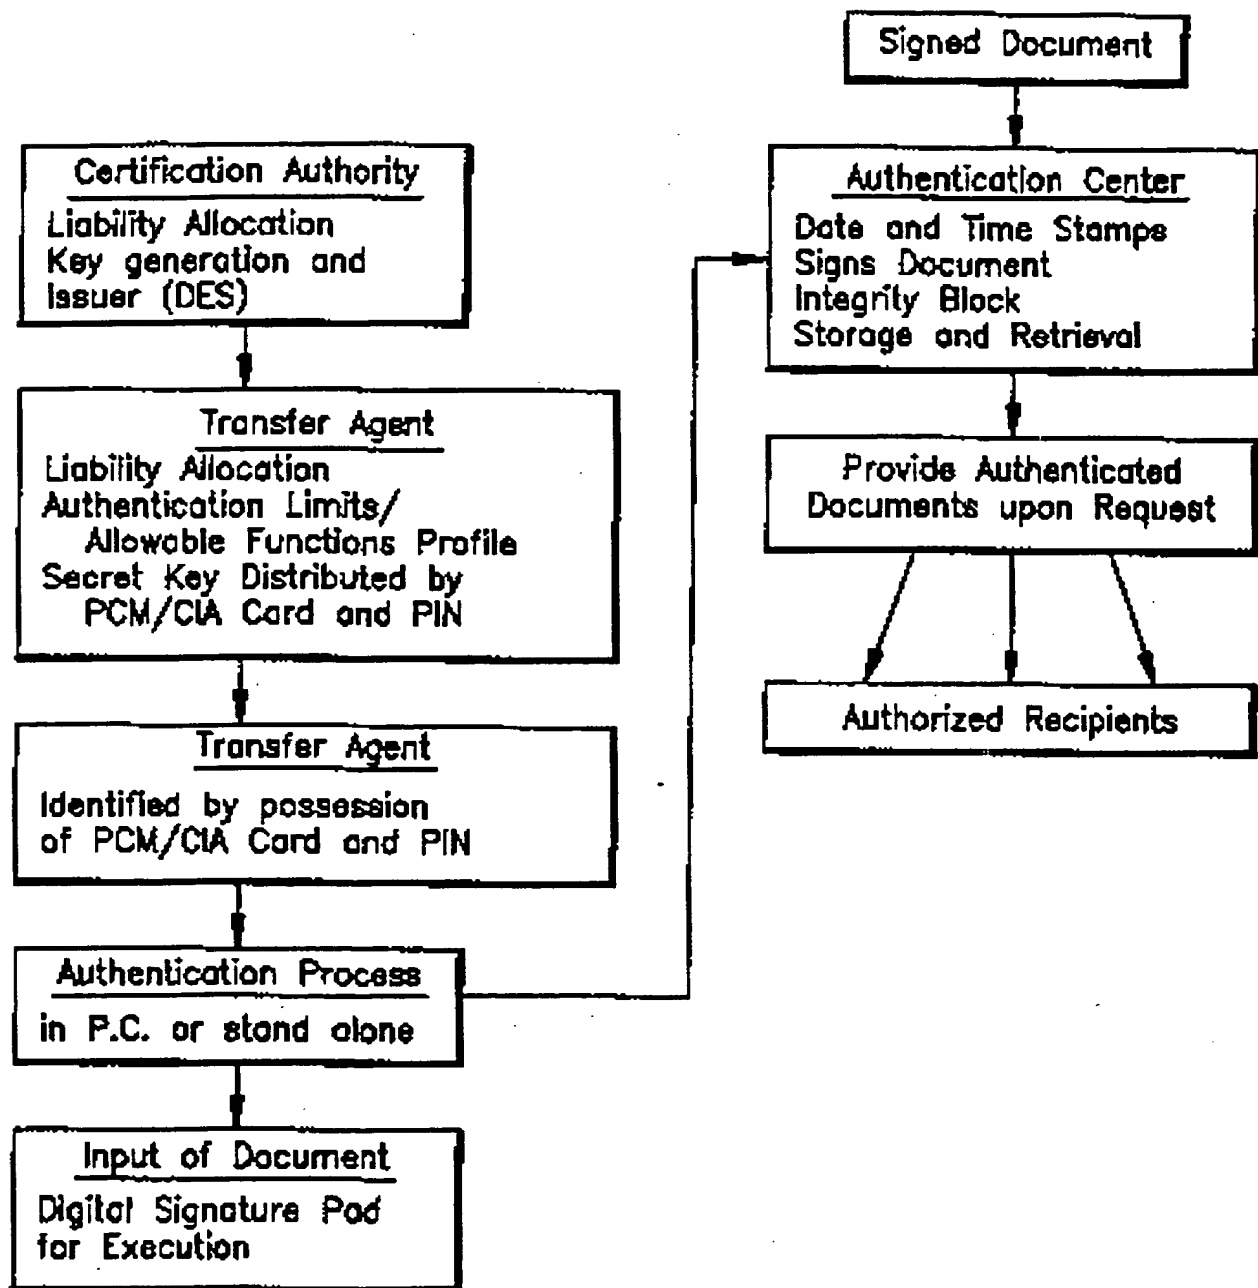 Certification Authority
Liability Allocation
Key generation and
Issuer (DES)
Transfer Agent
Liability Allocation
Authentication Limits/
Allowable Functions Profile
Secret Key Distributed by
PCM/CIA Card and PIN
Transfer Agent
Identified by possession
of PCM/CIA Card and PIN
Authentication Process
in P.C. or stand alone
Input of Document
Digital Signature Pad
for Execution
Signed Document
Authentication Center
Date and Time Stamps
Signs Document
Integrity Block
Storage and Retrieval
Provide Authenticated
Documents upon Request
Authorized Recipients